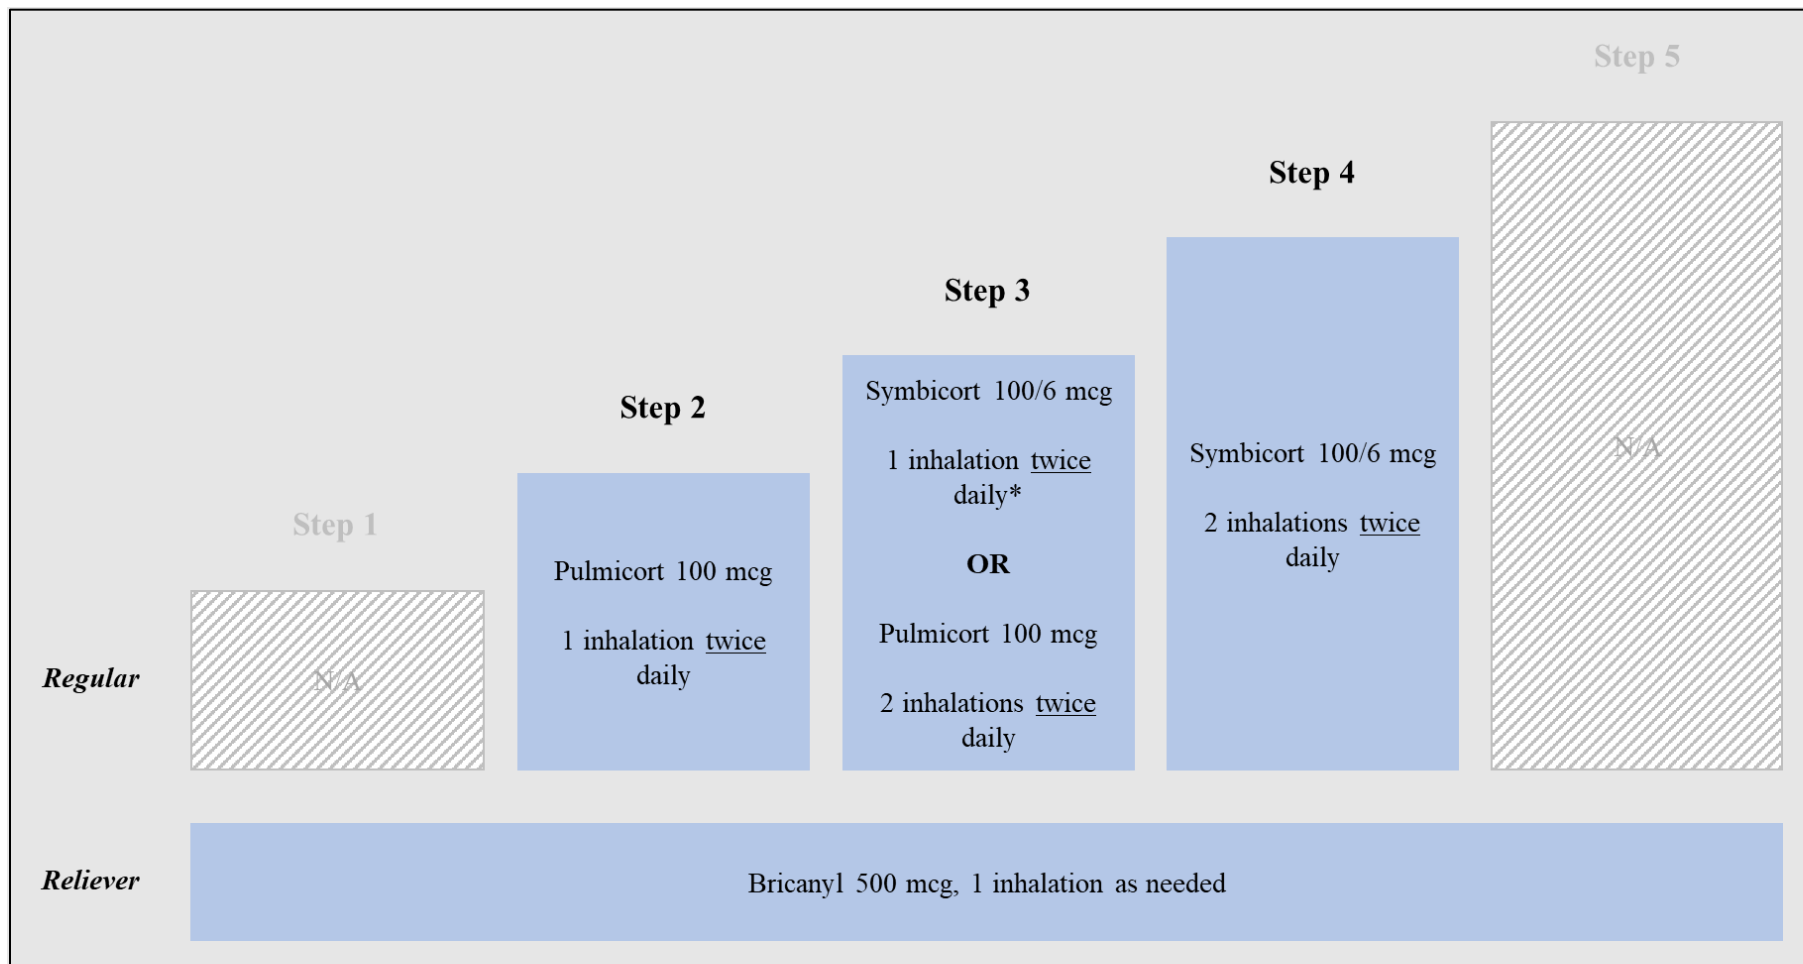 Step 5
Step 4
Step 3
Step 2
Step 1
N/A
Pulmicort 100 mcg
1 inhalation twice
daily
Symbicort 100/6 mcg
1 inhalation twice
daily*
OR
Pulmicort 100 mcg
2 inhalations twice
daily
Symbicort 100/6 mcg
2 inhalations twice
daily
N/A
Regular
Reliever
Bricanyl 500 mcg, 1 inhalation as needed